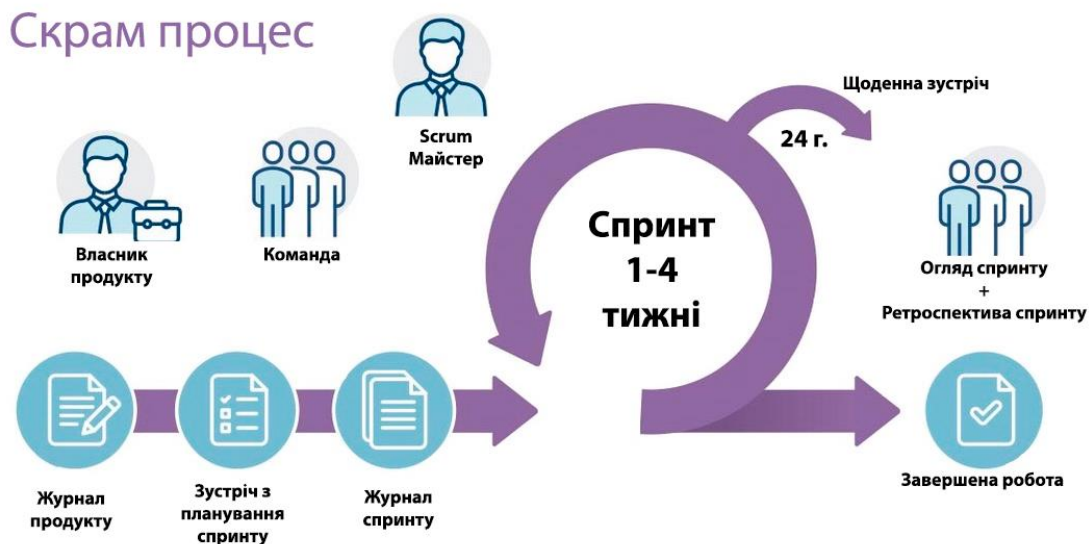 Скрам процес
Scrum
Майстер
Щоденна зустріч
24 г.
Власник
продукту
Команда
Спринт
1-4
тижні
Огляд спринту
+
Ретроспектива спринту
Журнал
продукту
Зустріч з
планування
спринту
Журнал
спринту
Завершена робота